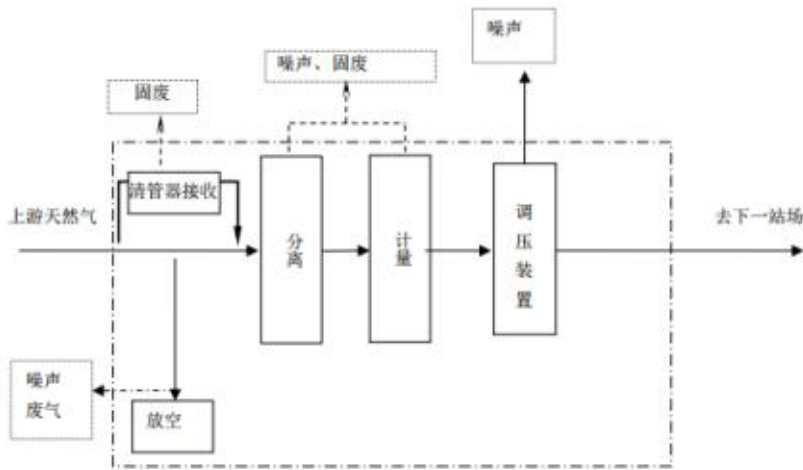 噪声
噪声、固废
固废
清管器接收
上游天然气
去下一站场
分离
计量
调压装置
噪声
废气
放空